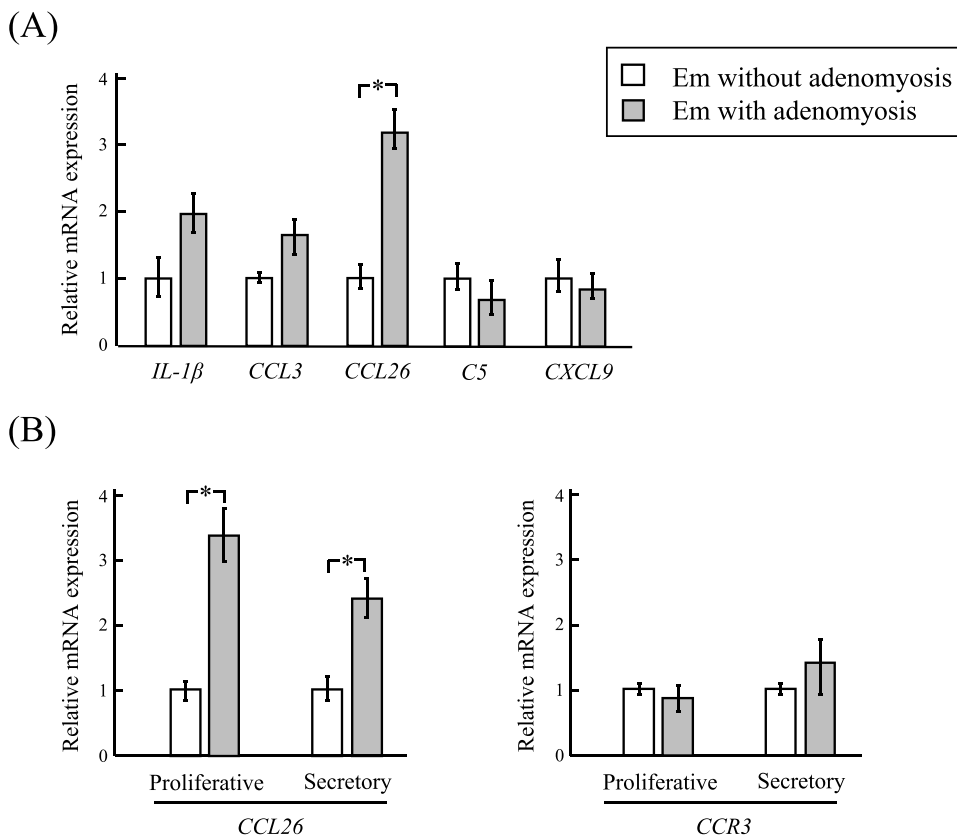 (A)
Em without adenomyosis
Em with adenomyosis
Relative mRNA expression
4
3
2
1
0
*
IL-1β CCL3 CCL26 C5 CXCL9
(B)
Relative mRNA expression
4
3
2
1
0
*
*
Proliferative Secretory
CCL26
Relative mRNA expression
4
3
2
1
0
Proliferative Secretory
CCR3